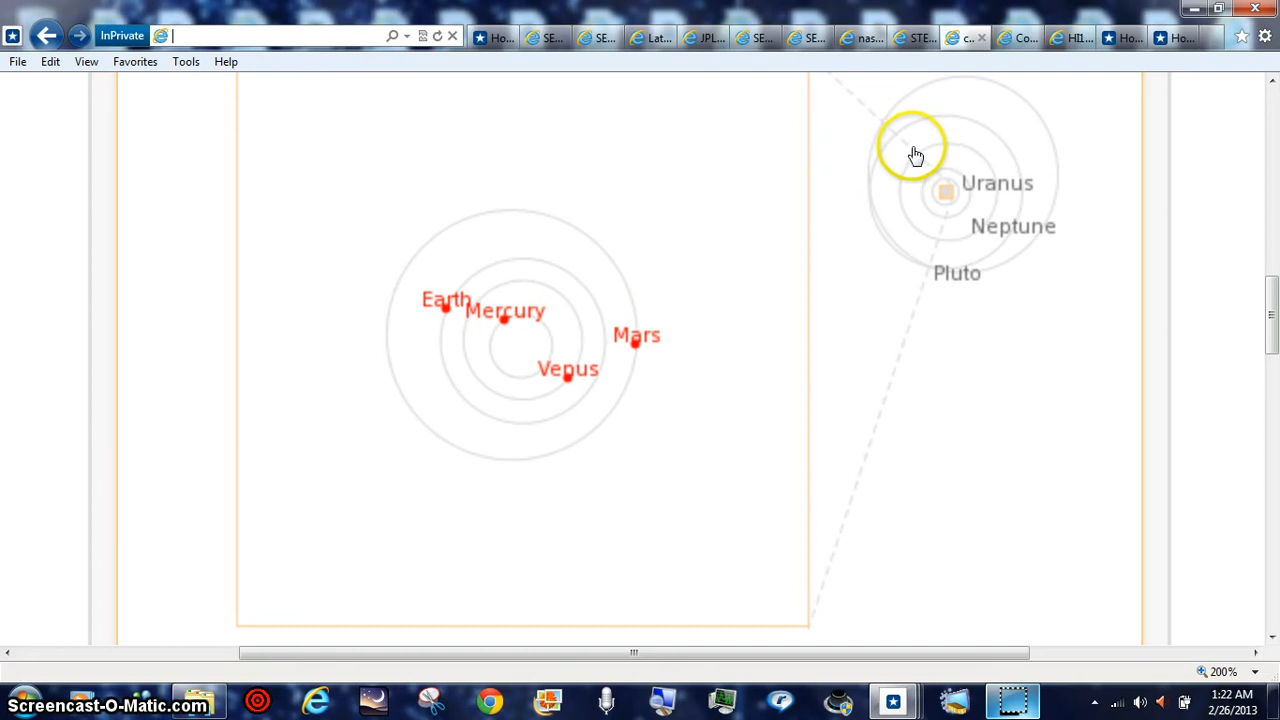 InPrivate
Ho...
SE...
SE...
Lat...
JPL...
SE...
SE...
nas...
STE...
c..
Co...
HI1...
Ho...
Ho...
File Edit View Favorites Tools Help
Uranus
Neptune
Pluto
Earth
Mercury
Mars
Venus
200%
Screencast-O-Matic.com
1:22 AM
2/26/2013